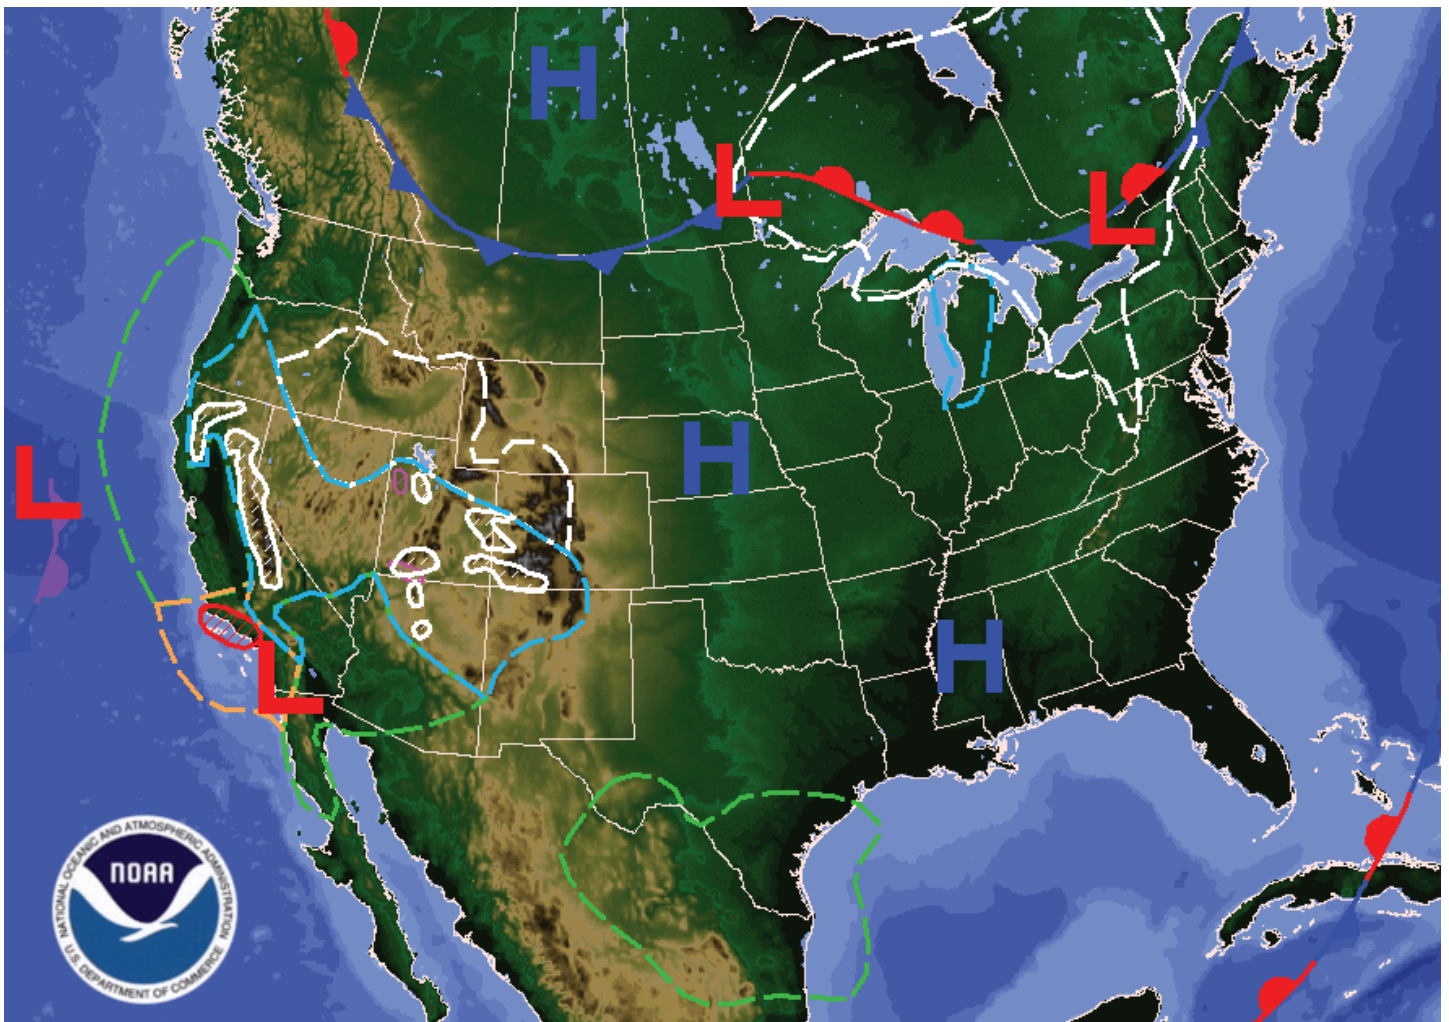 H
L
L
H
L
H
L
NATIONAL OCEANIC AND ATMOSPHERIC ADMINISTRATION
NOAA
U.S. DEPARTMENT OF COMMERCE